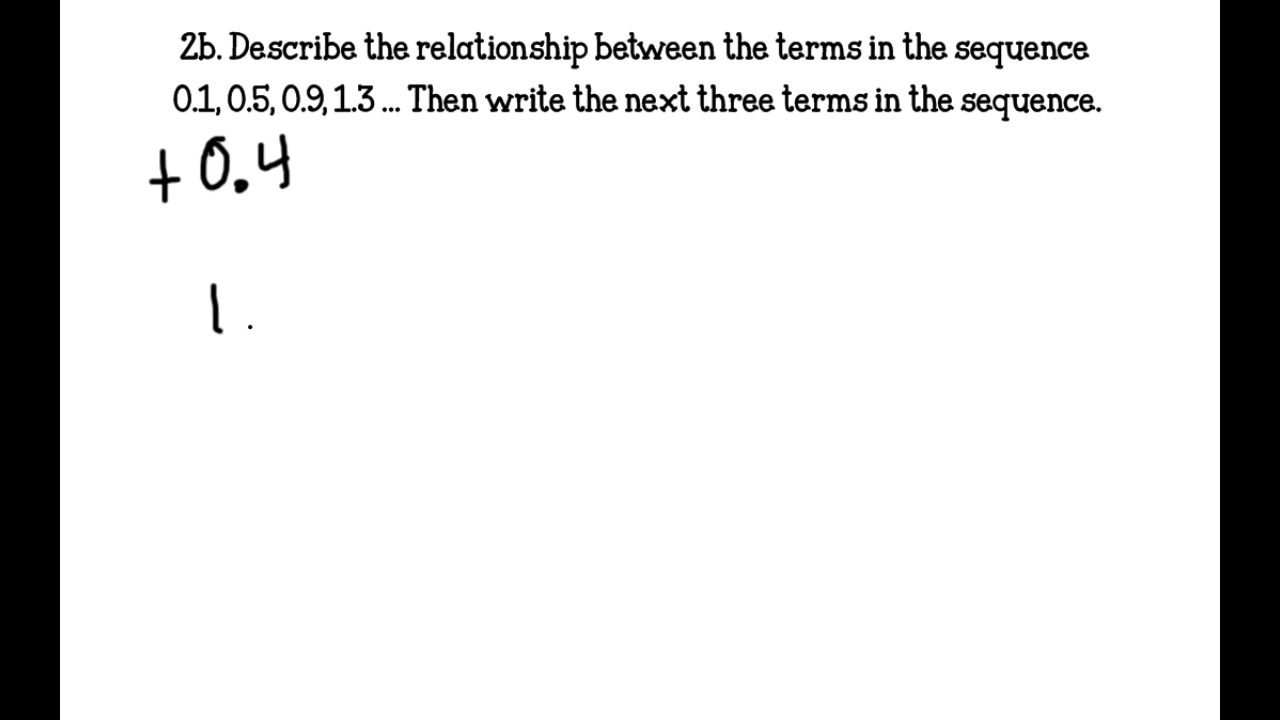 2b. Describe the relationship between the terms in the sequence
0.1, 0.5, 0.9, 1.3 ... Then write the next three terms in the sequence.
+ 0.4
1.